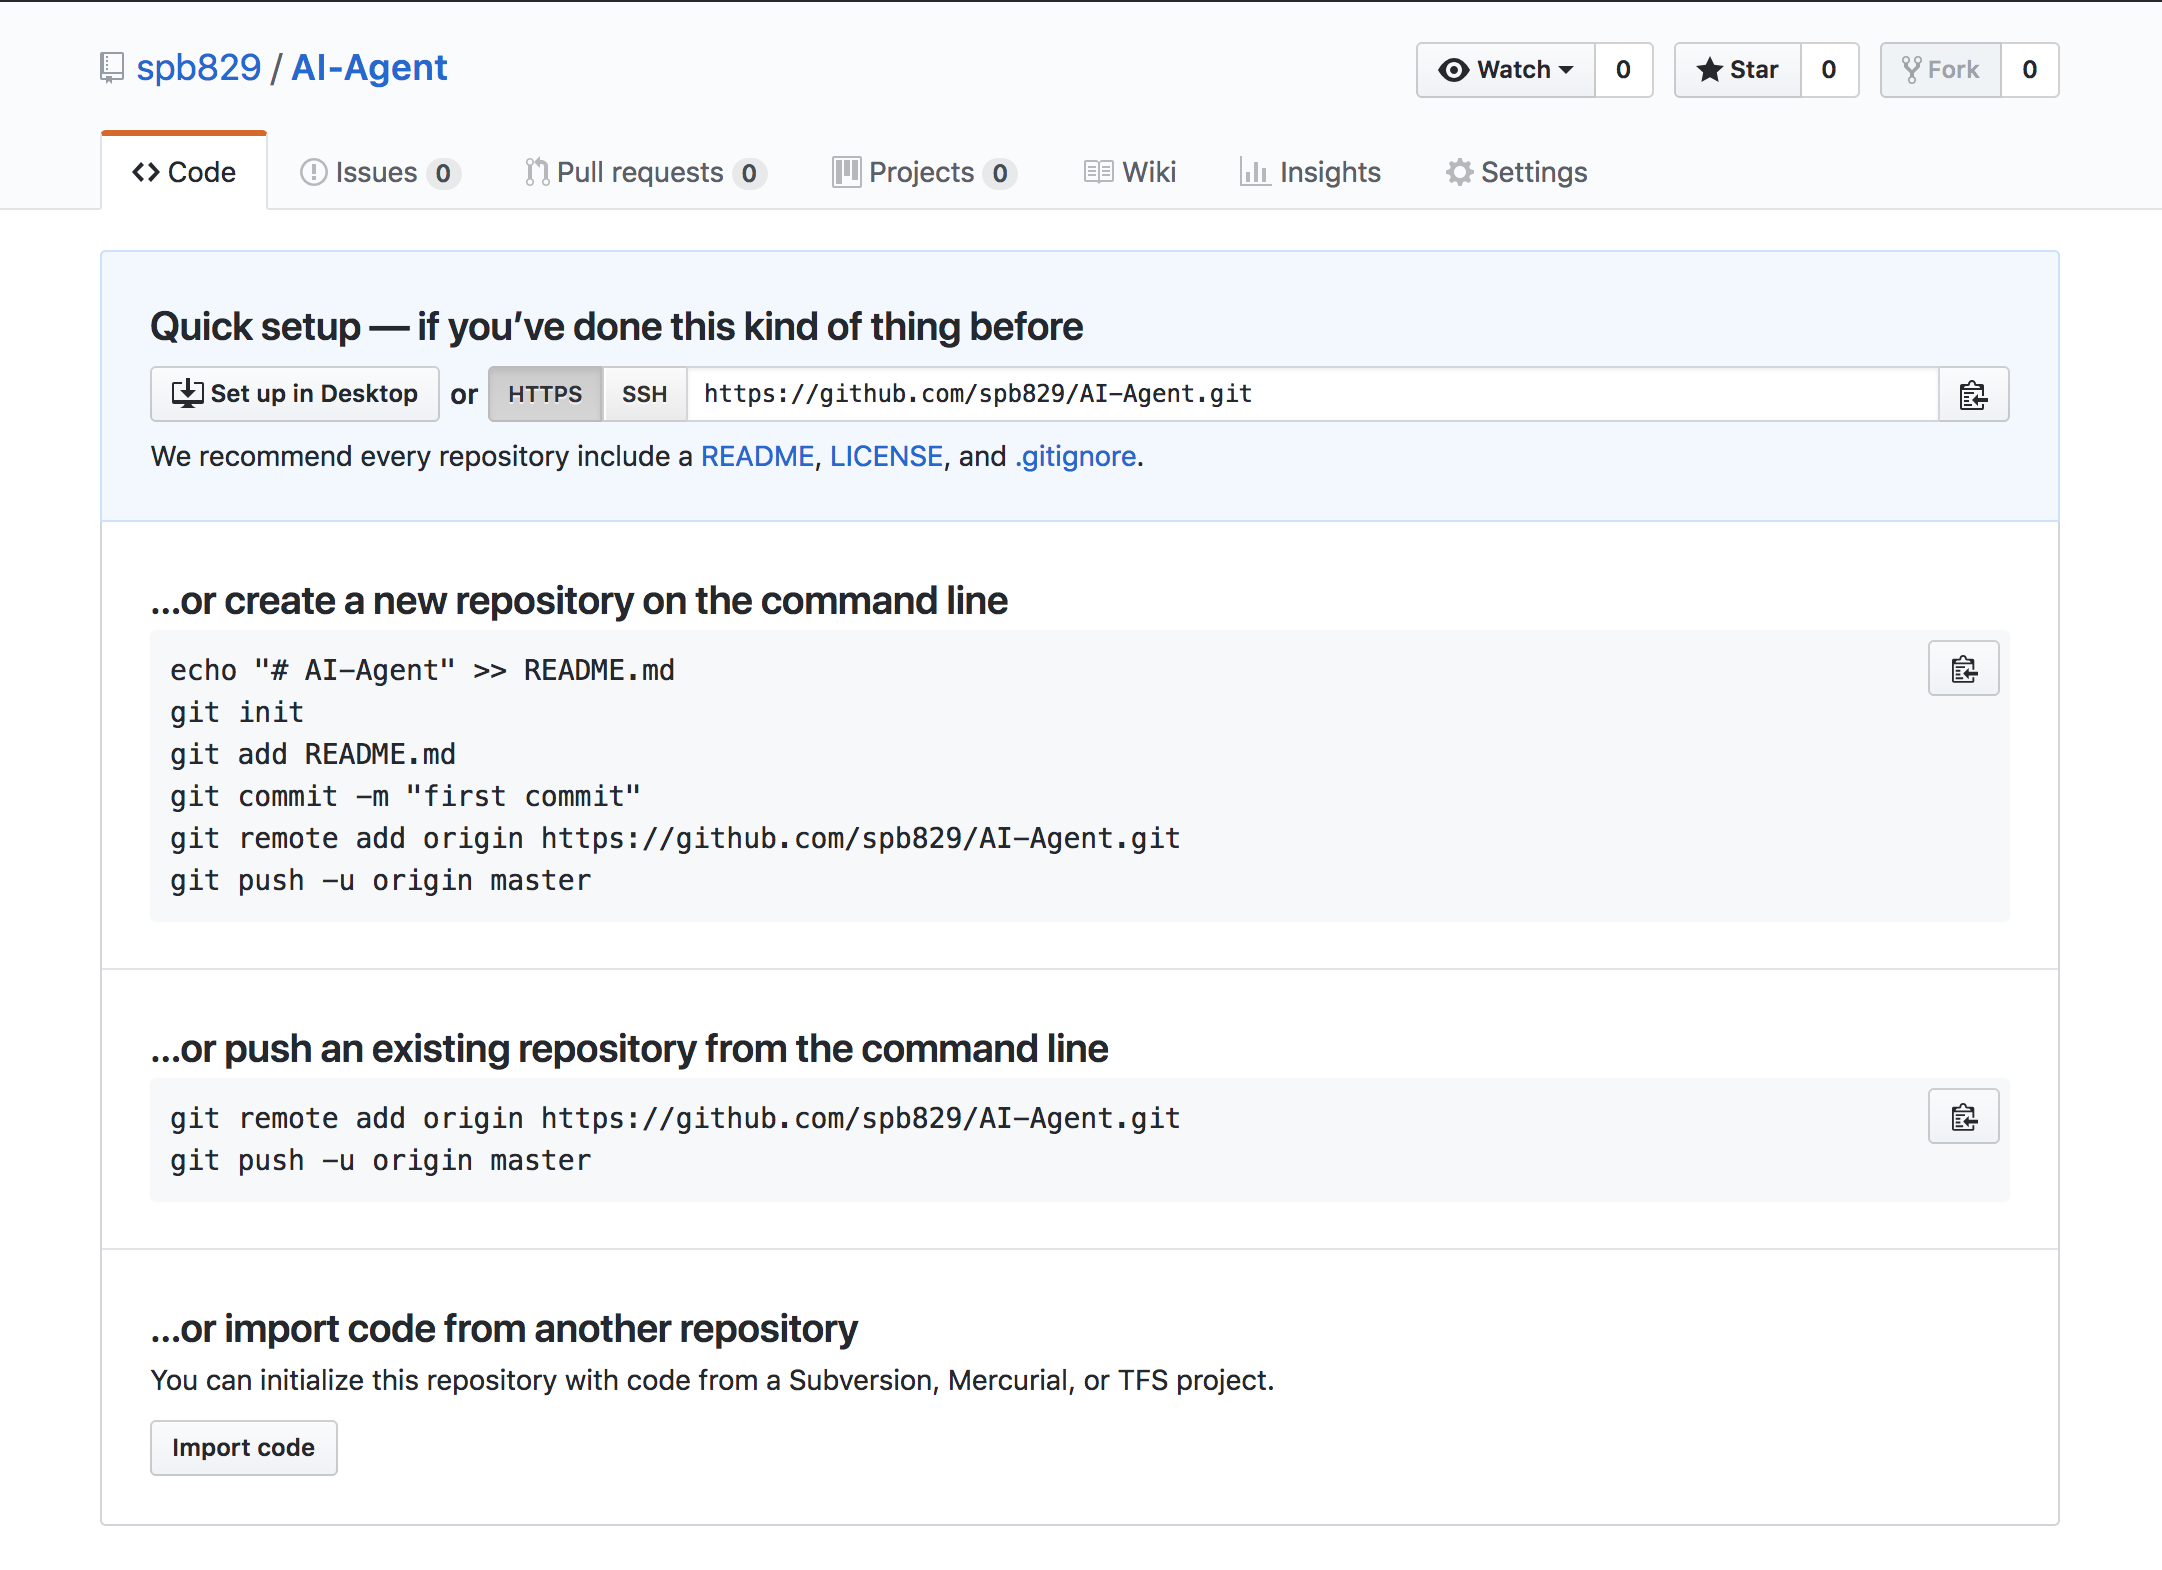 spb829 / AI-Agent
Watch 0 Star 0 Fork 0
Code Issues 0 Pull requests 0 Projects 0 Wiki Insights Settings
Quick setup — if you’ve done this kind of thing before
Set up in Desktop or HTTPS SSH https://github.com/spb829/AI-Agent.git
We recommend every repository include a README, LICENSE, and .gitignore.
…or create a new repository on the command line
echo "# AI-Agent" >> README.md
git init
git add README.md
git commit -m "first commit"
git remote add origin https://github.com/spb829/AI-Agent.git
git push -u origin master
…or push an existing repository from the command line
git remote add origin https://github.com/spb829/AI-Agent.git
git push -u origin master
…or import code from another repository
You can initialize this repository with code from a Subversion, Mercurial, or TFS project.
Import code